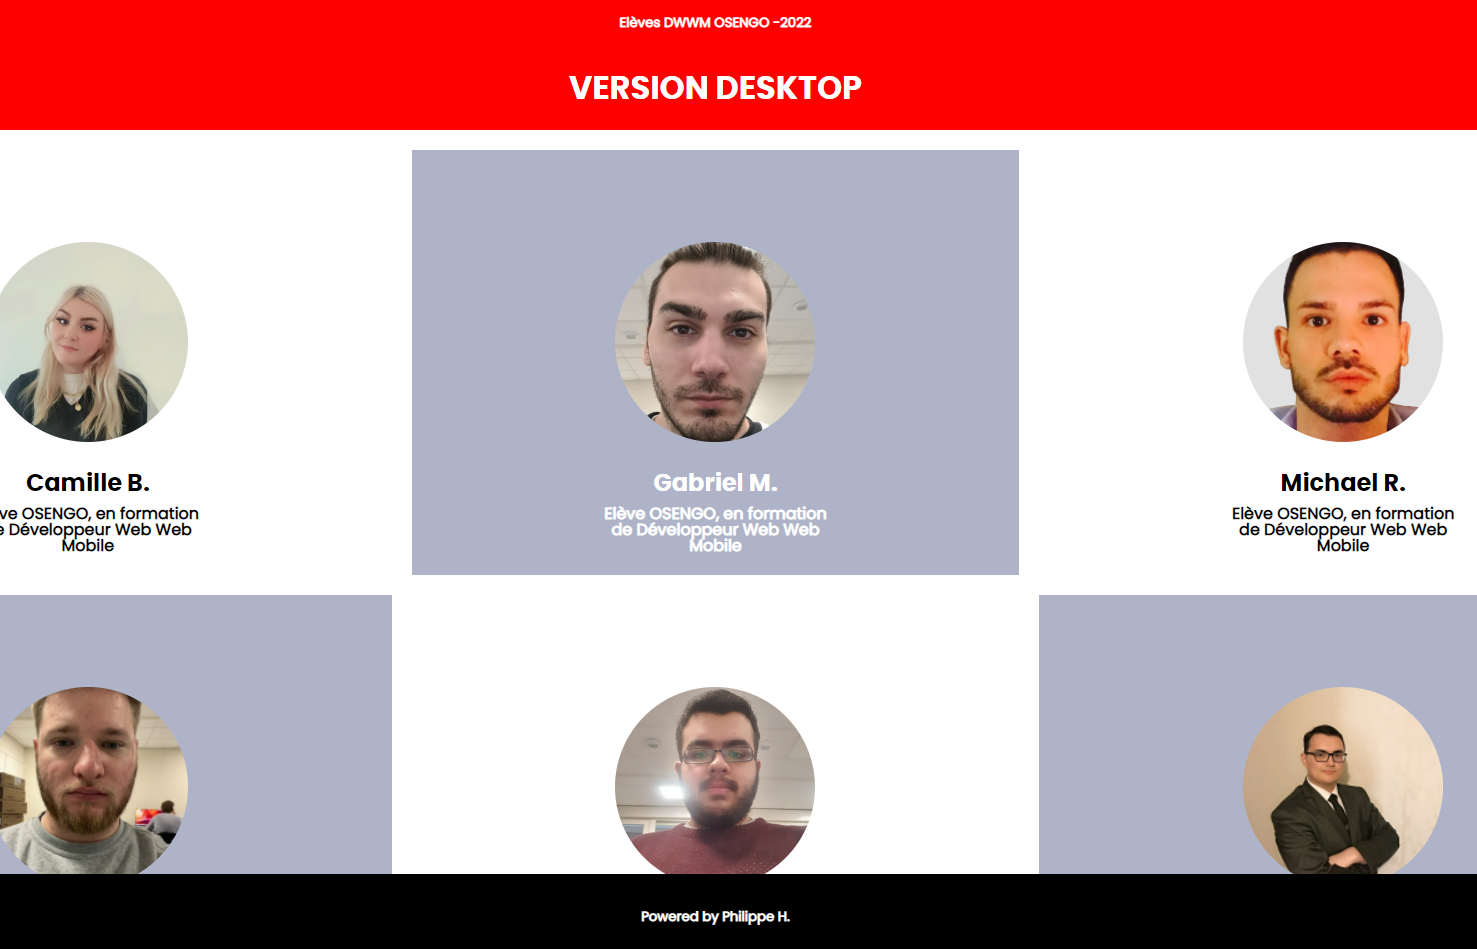 Elèves DWWM OSENGO -2022
VERSION DESKTOP
Camille B.
ve OSENGO, en formation
e Développeur Web Web
Mobile
Gabriel M.
Elève OSENGO, en formation
de Développeur Web Web
Mobile
Michael R.
Elève OSENGO, en formation
de Développeur Web Web
Mobile
Powered by Philippe H.